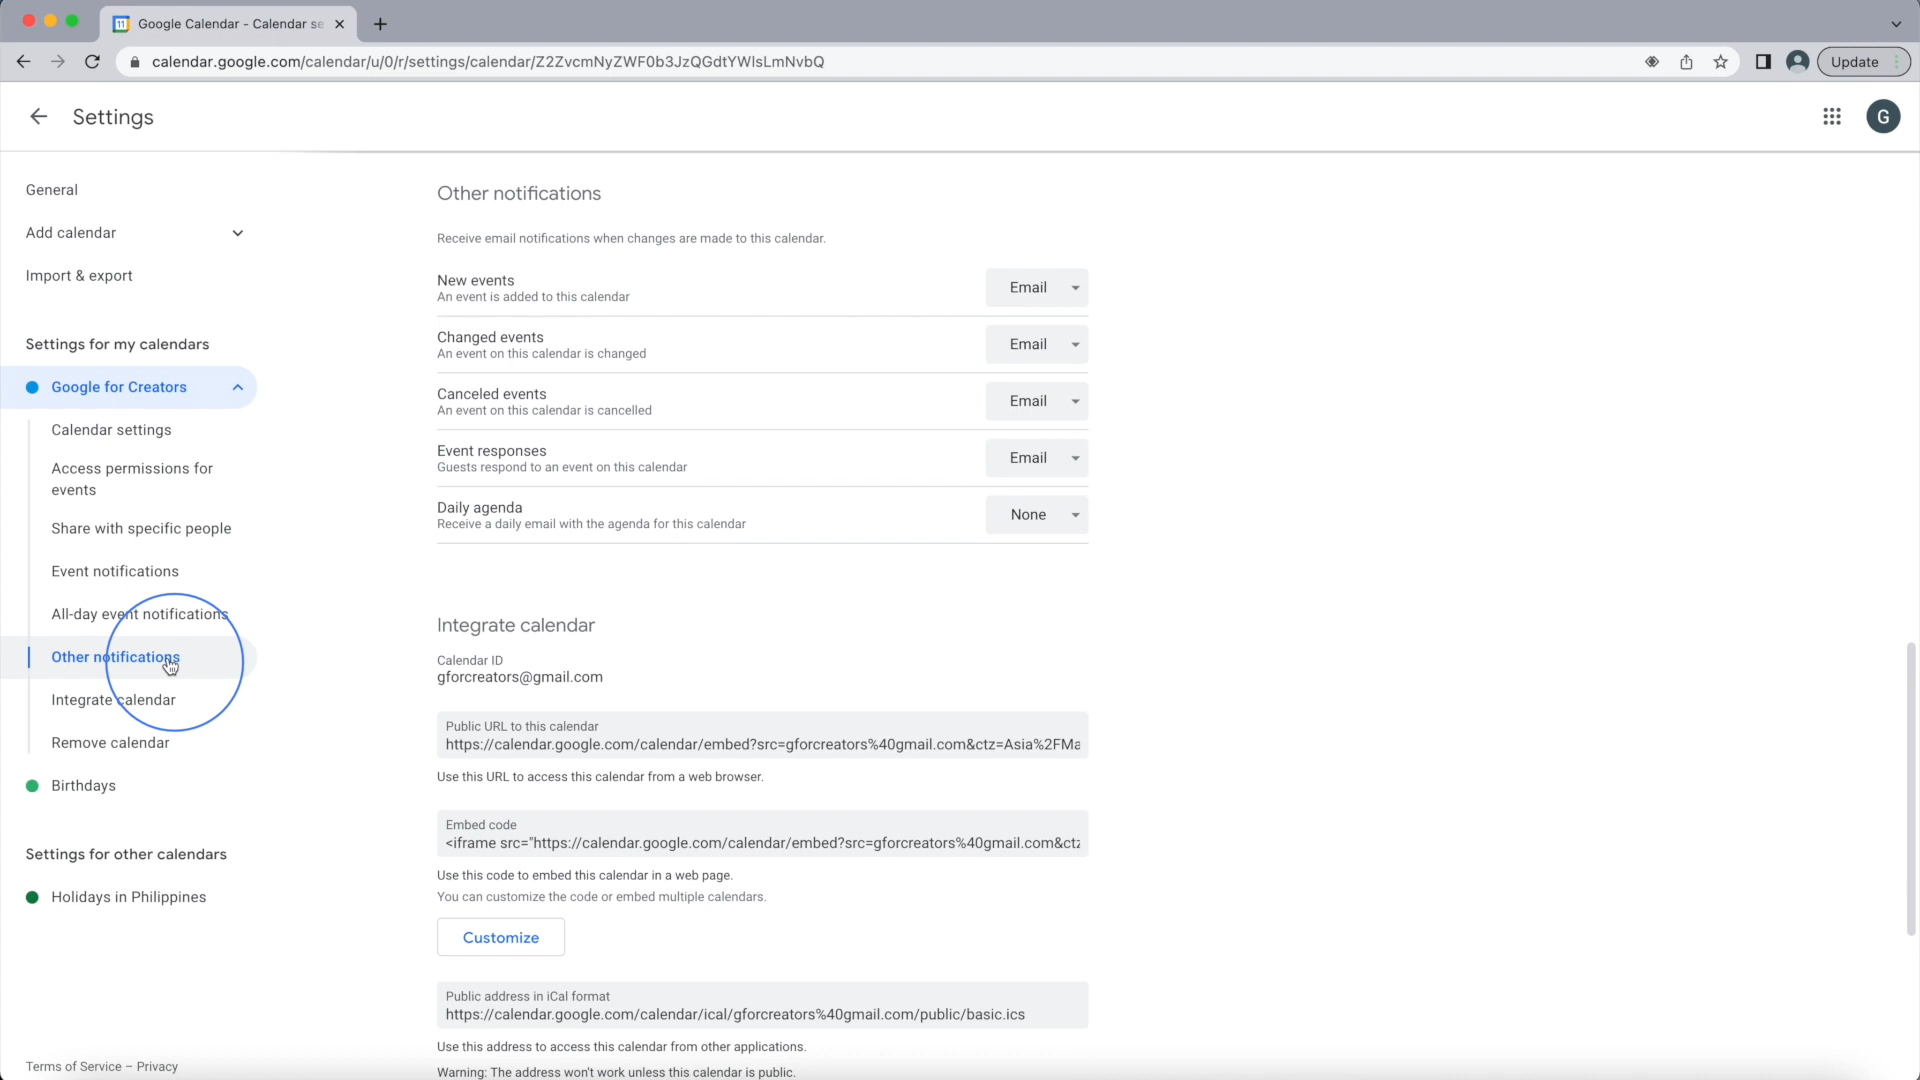 11
Google Calendar - Calendar se
calendar.google.com/calendar/u/0/r/settings/calendar/Z2ZvcmNyZWF0b3JzQGdtYWlsLmNvbQ
Update
Settings
G
General
Add calendar
Import & export
Settings for my calendars
Google for Creators
Calendar settings
Access permissions for
events
Share with specific people
Event notifications
All-day event notifications
Other notifications
Integrate calendar
Remove calendar
Birthdays
Settings for other calendars
Holidays in Philippines
Terms of Service – Privacy
Other notifications
Receive email notifications when changes are made to this calendar.
New events
An event is added to this calendar
Email
Changed events
An event on this calendar is changed
Email
Canceled events
An event on this calendar is cancelled
Email
Event responses
Guests respond to an event on this calendar
Email
Daily agenda
Receive a daily email with the agenda for this calendar
None
Integrate calendar
Calendar ID
gforcreators@gmail.com
Public URL to this calendar
https://calendar.google.com/calendar/embed?src=gforcreators%40gmail.com&ctz=Asia%2FMa
Use this URL to access this calendar from a web browser.
Embed code
<iframe src="https://calendar.google.com/calendar/embed?src=gforcreators%40gmail.com&ctz
Use this code to embed this calendar in a web page.
You can customize the code or embed multiple calendars.
Customize
Public address in iCal format
https://calendar.google.com/calendar/ical/gforcreators%40gmail.com/public/basic.ics
Use this address to access this calendar from other applications.
Warning: The address won't work unless this calendar is public.